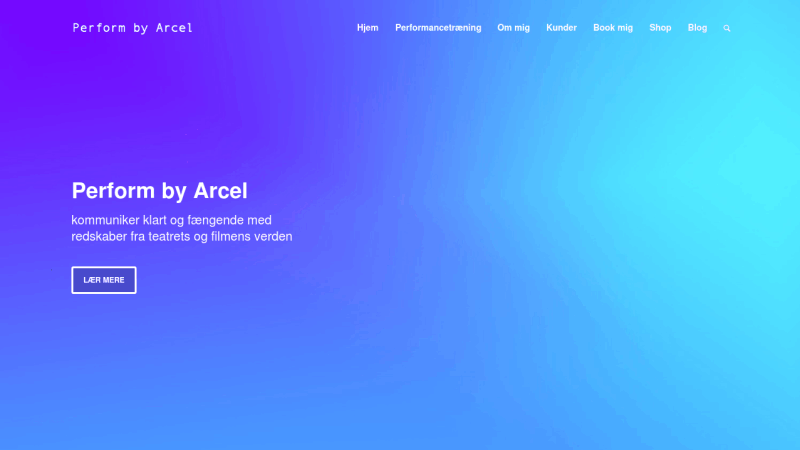 Perform by Arcel
Hjem Performancetræning Om mig Kunder Book mig Shop Blog
Perform by Arcel
kommuniker klart og fængende med
redskaber fra teatrets og filmens verden
LÆR MERE